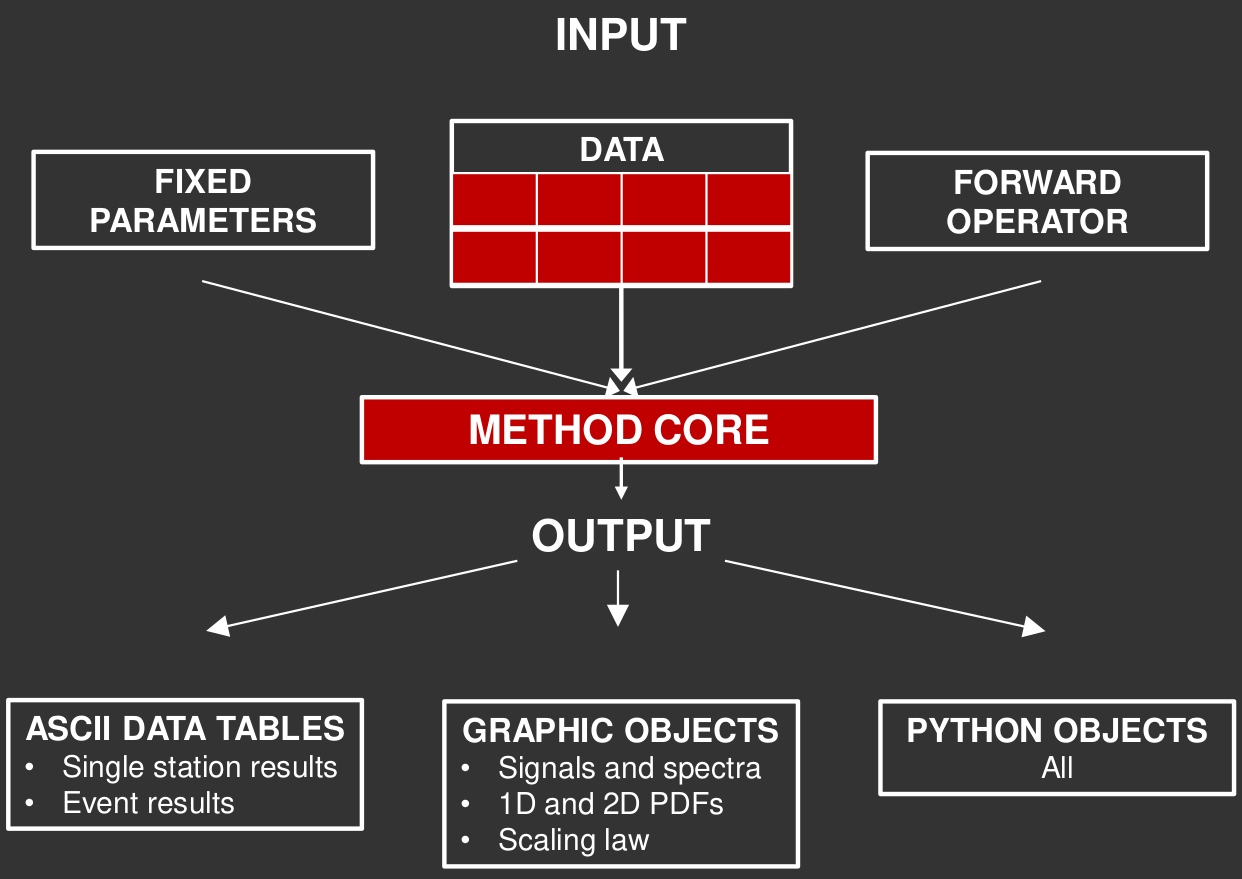 INPUT
FIXED
PARAMETERS
DATA
FORWARD
OPERATOR
METHOD CORE
OUTPUT
ASCII DATA TABLES
• Single station results
• Event results
GRAPHIC OBJECTS
• Signals and spectra
• 1D and 2D PDFs
• Scaling law
PYTHON OBJECTS
All